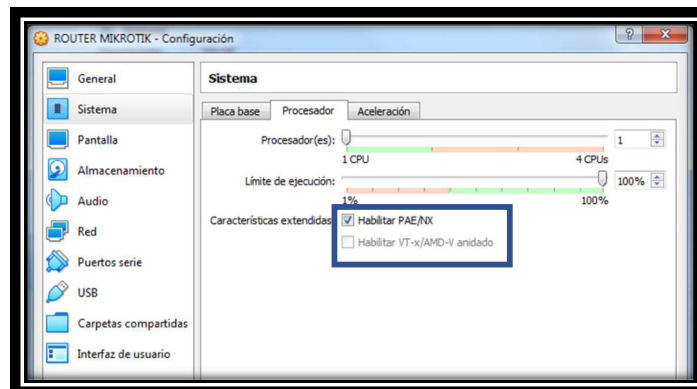 ROUTER MIKROTIK - Configuración
General
Sistema
Pantalla
Almacenamiento
Audio
Red
Puertos serie
USB
Carpetas compartidas
Interfaz de usuario
Sistema
Placa base Procesador Aceleración
Procesador(es): 1
1 CPU 4 CPUs
Límite de ejecución: 100%
1% 100%
Características extendidas: Habilitar PAE/NX
Habilitar VT-x/AMD-V anidado